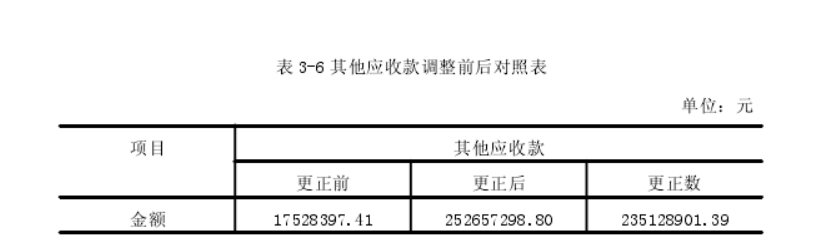 表 3-6 其他应收款调整前后对照表
单位：元
项目 其他应收款
更正前 更正后 更正数
金额 17528397.41 252657298.80 235128901.39